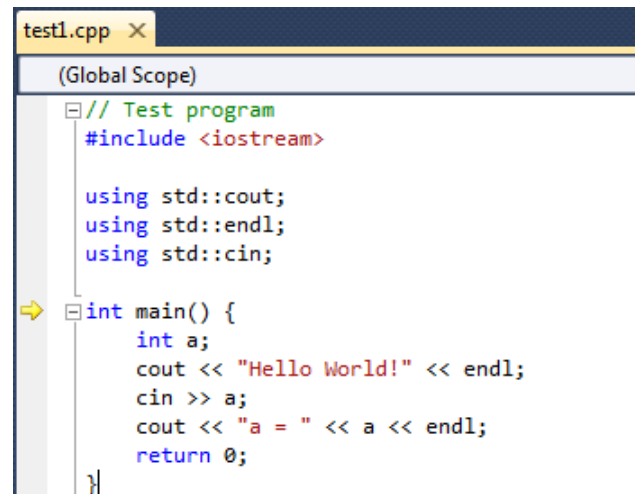 test1.cpp
(Global Scope)
// Test program
#include <iostream>
using std::cout;
using std::endl;
using std::cin;
int main() {
int a;
cout << "Hello World!" << endl;
cin >> a;
cout << "a = " << a << endl;
return 0;
}